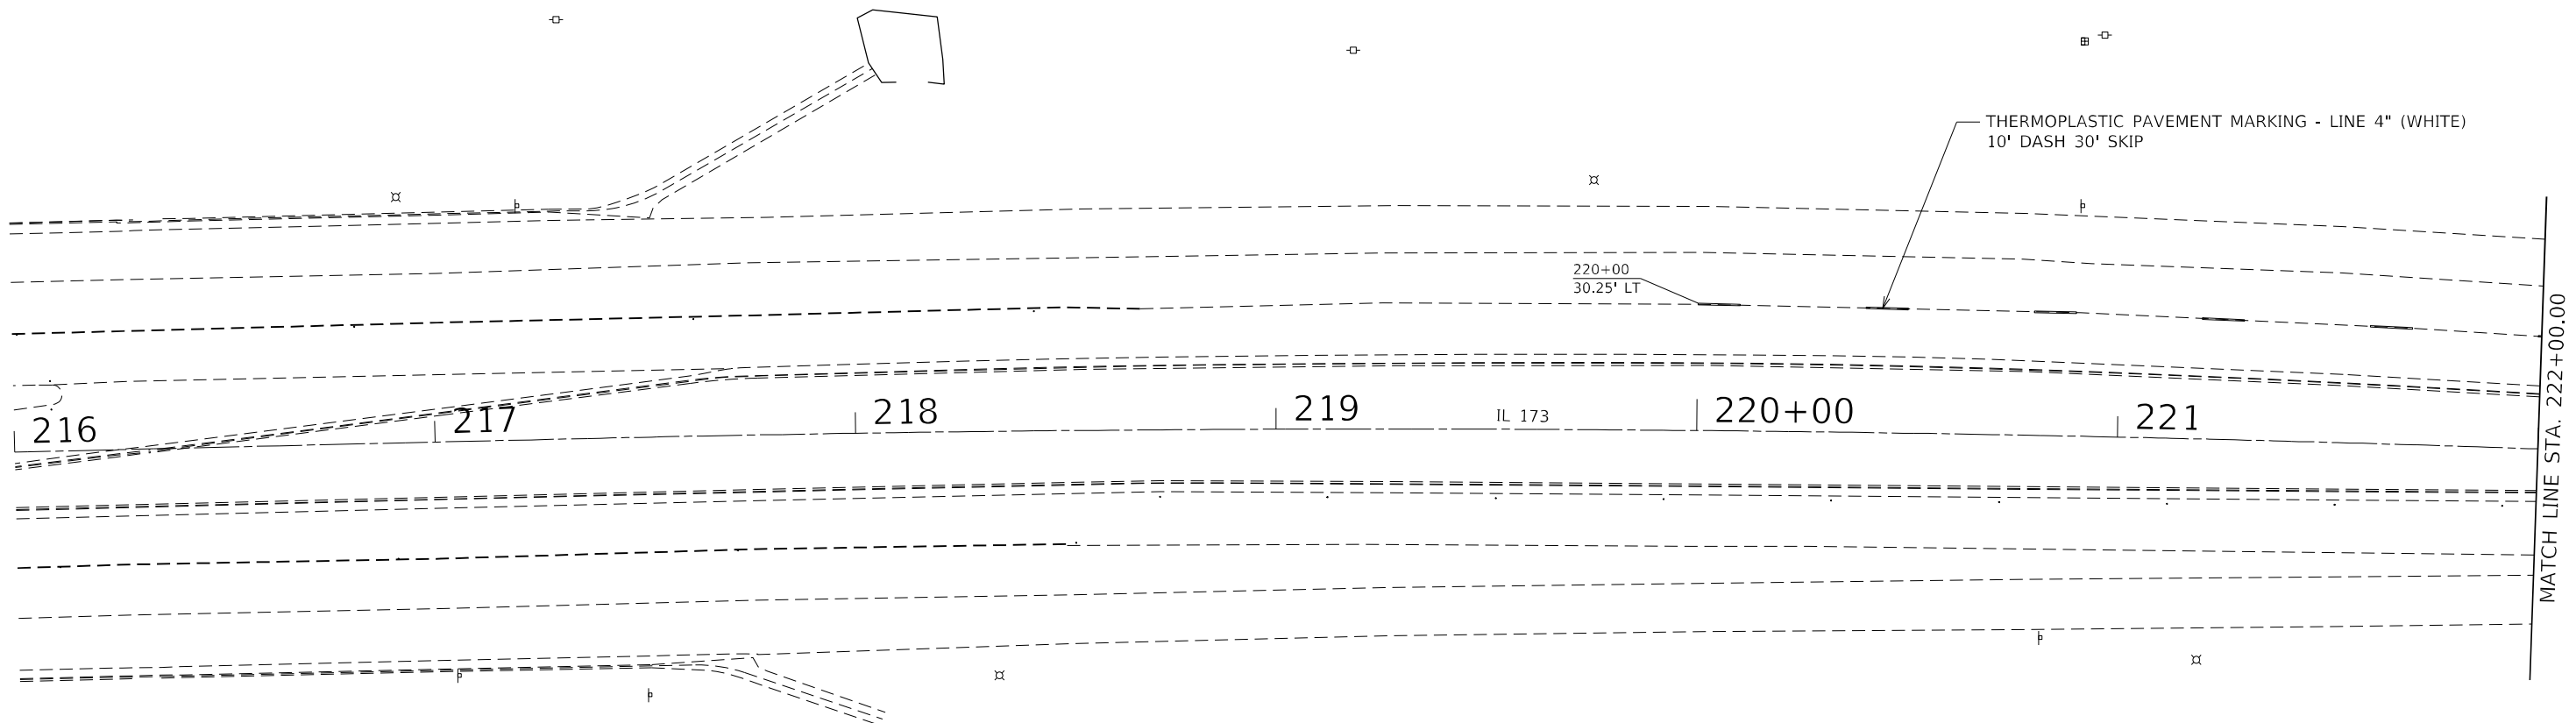 THERMOPLASTIC PAVEMENT MARKING - LINE 4" (WHITE)
10' DASH 30' SKIP
220+00
30.25' LT
216
217
218
219
IL 173
220+00
221
MATCH LINE STA. 222+00.00